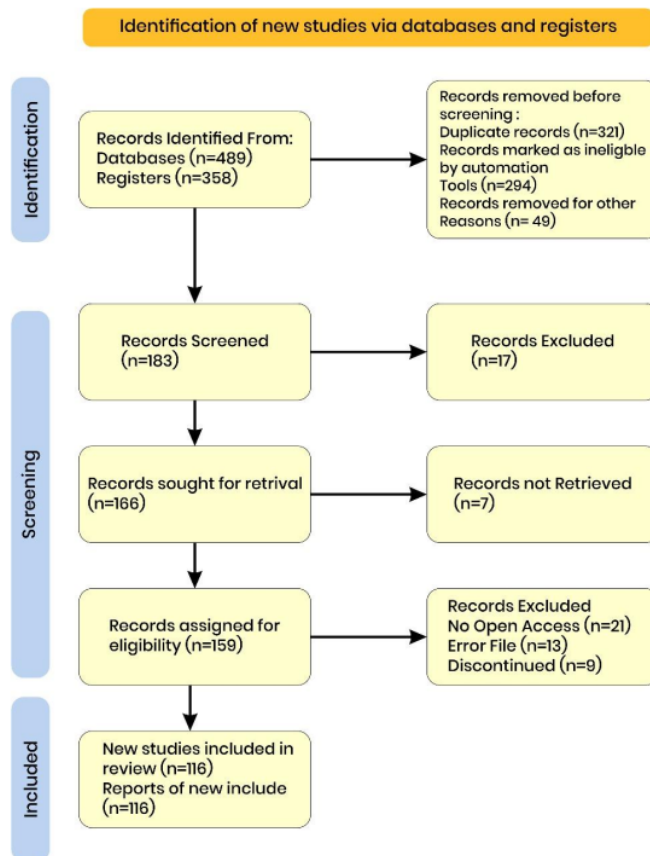 Identification of new studies via databases and registers
Identification
Records Identified From:
Databases (n=489)
Registers (n=358)
Records removed before
screening :
Duplicate records (n=321)
Records marked as ineligible
by automation
Tools (n=294)
Records removed for other
Reasons (n= 49)
Screening
Records Screened
(n=183)
Records Excluded
(n=17)
Records sought for retrival
(n=166)
Records not Retrieved
(n=7)
Records assigned for
eligibility (n=159)
Records Excluded
No Open Access (n=21)
Error File (n=13)
Discontinued (n=9)
Included
New studies included in
review (n=116)
Reports of new include
(n=116)